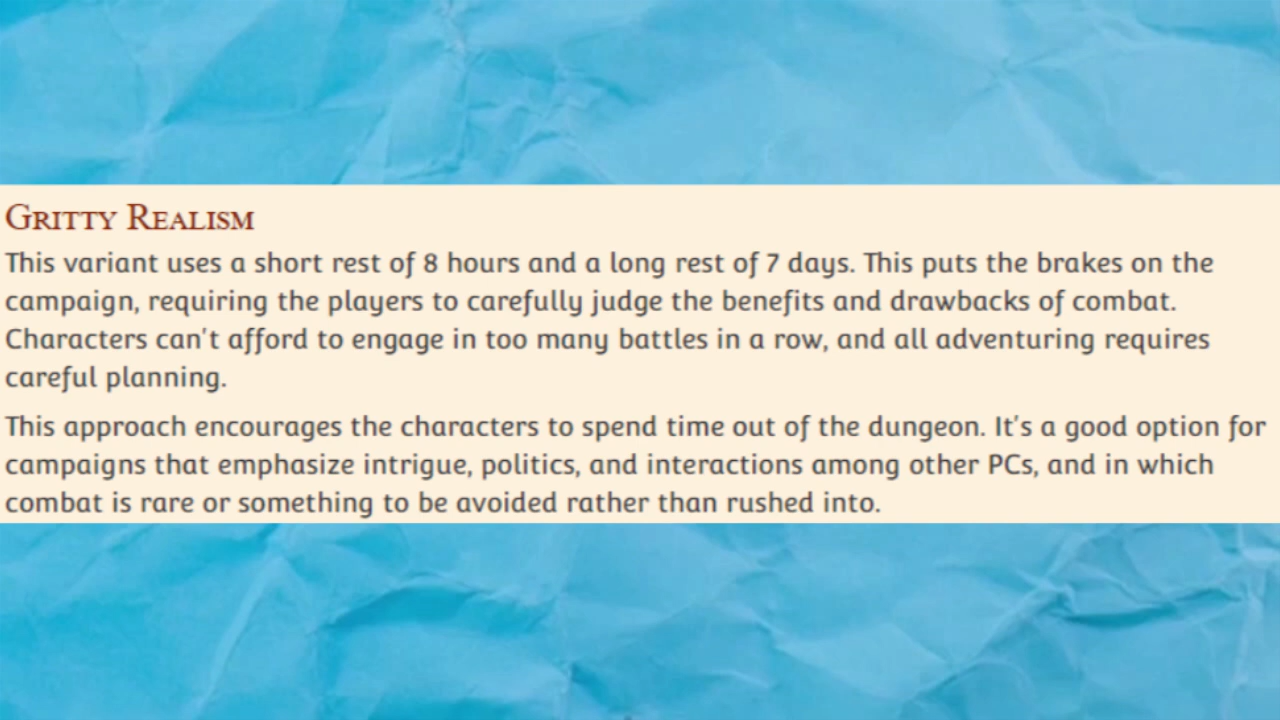 Gritty Realism
This variant uses a short rest of 8 hours and a long rest of 7 days. This puts the brakes on the
campaign, requiring the players to carefully judge the benefits and drawbacks of combat.
Characters can't afford to engage in too many battles in a row, and all adventuring requires
careful planning.
This approach encourages the characters to spend time out of the dungeon. It's a good option for
campaigns that emphasize intrigue, politics, and interactions among other PCs, and in which
combat is rare or something to be avoided rather than rushed into.